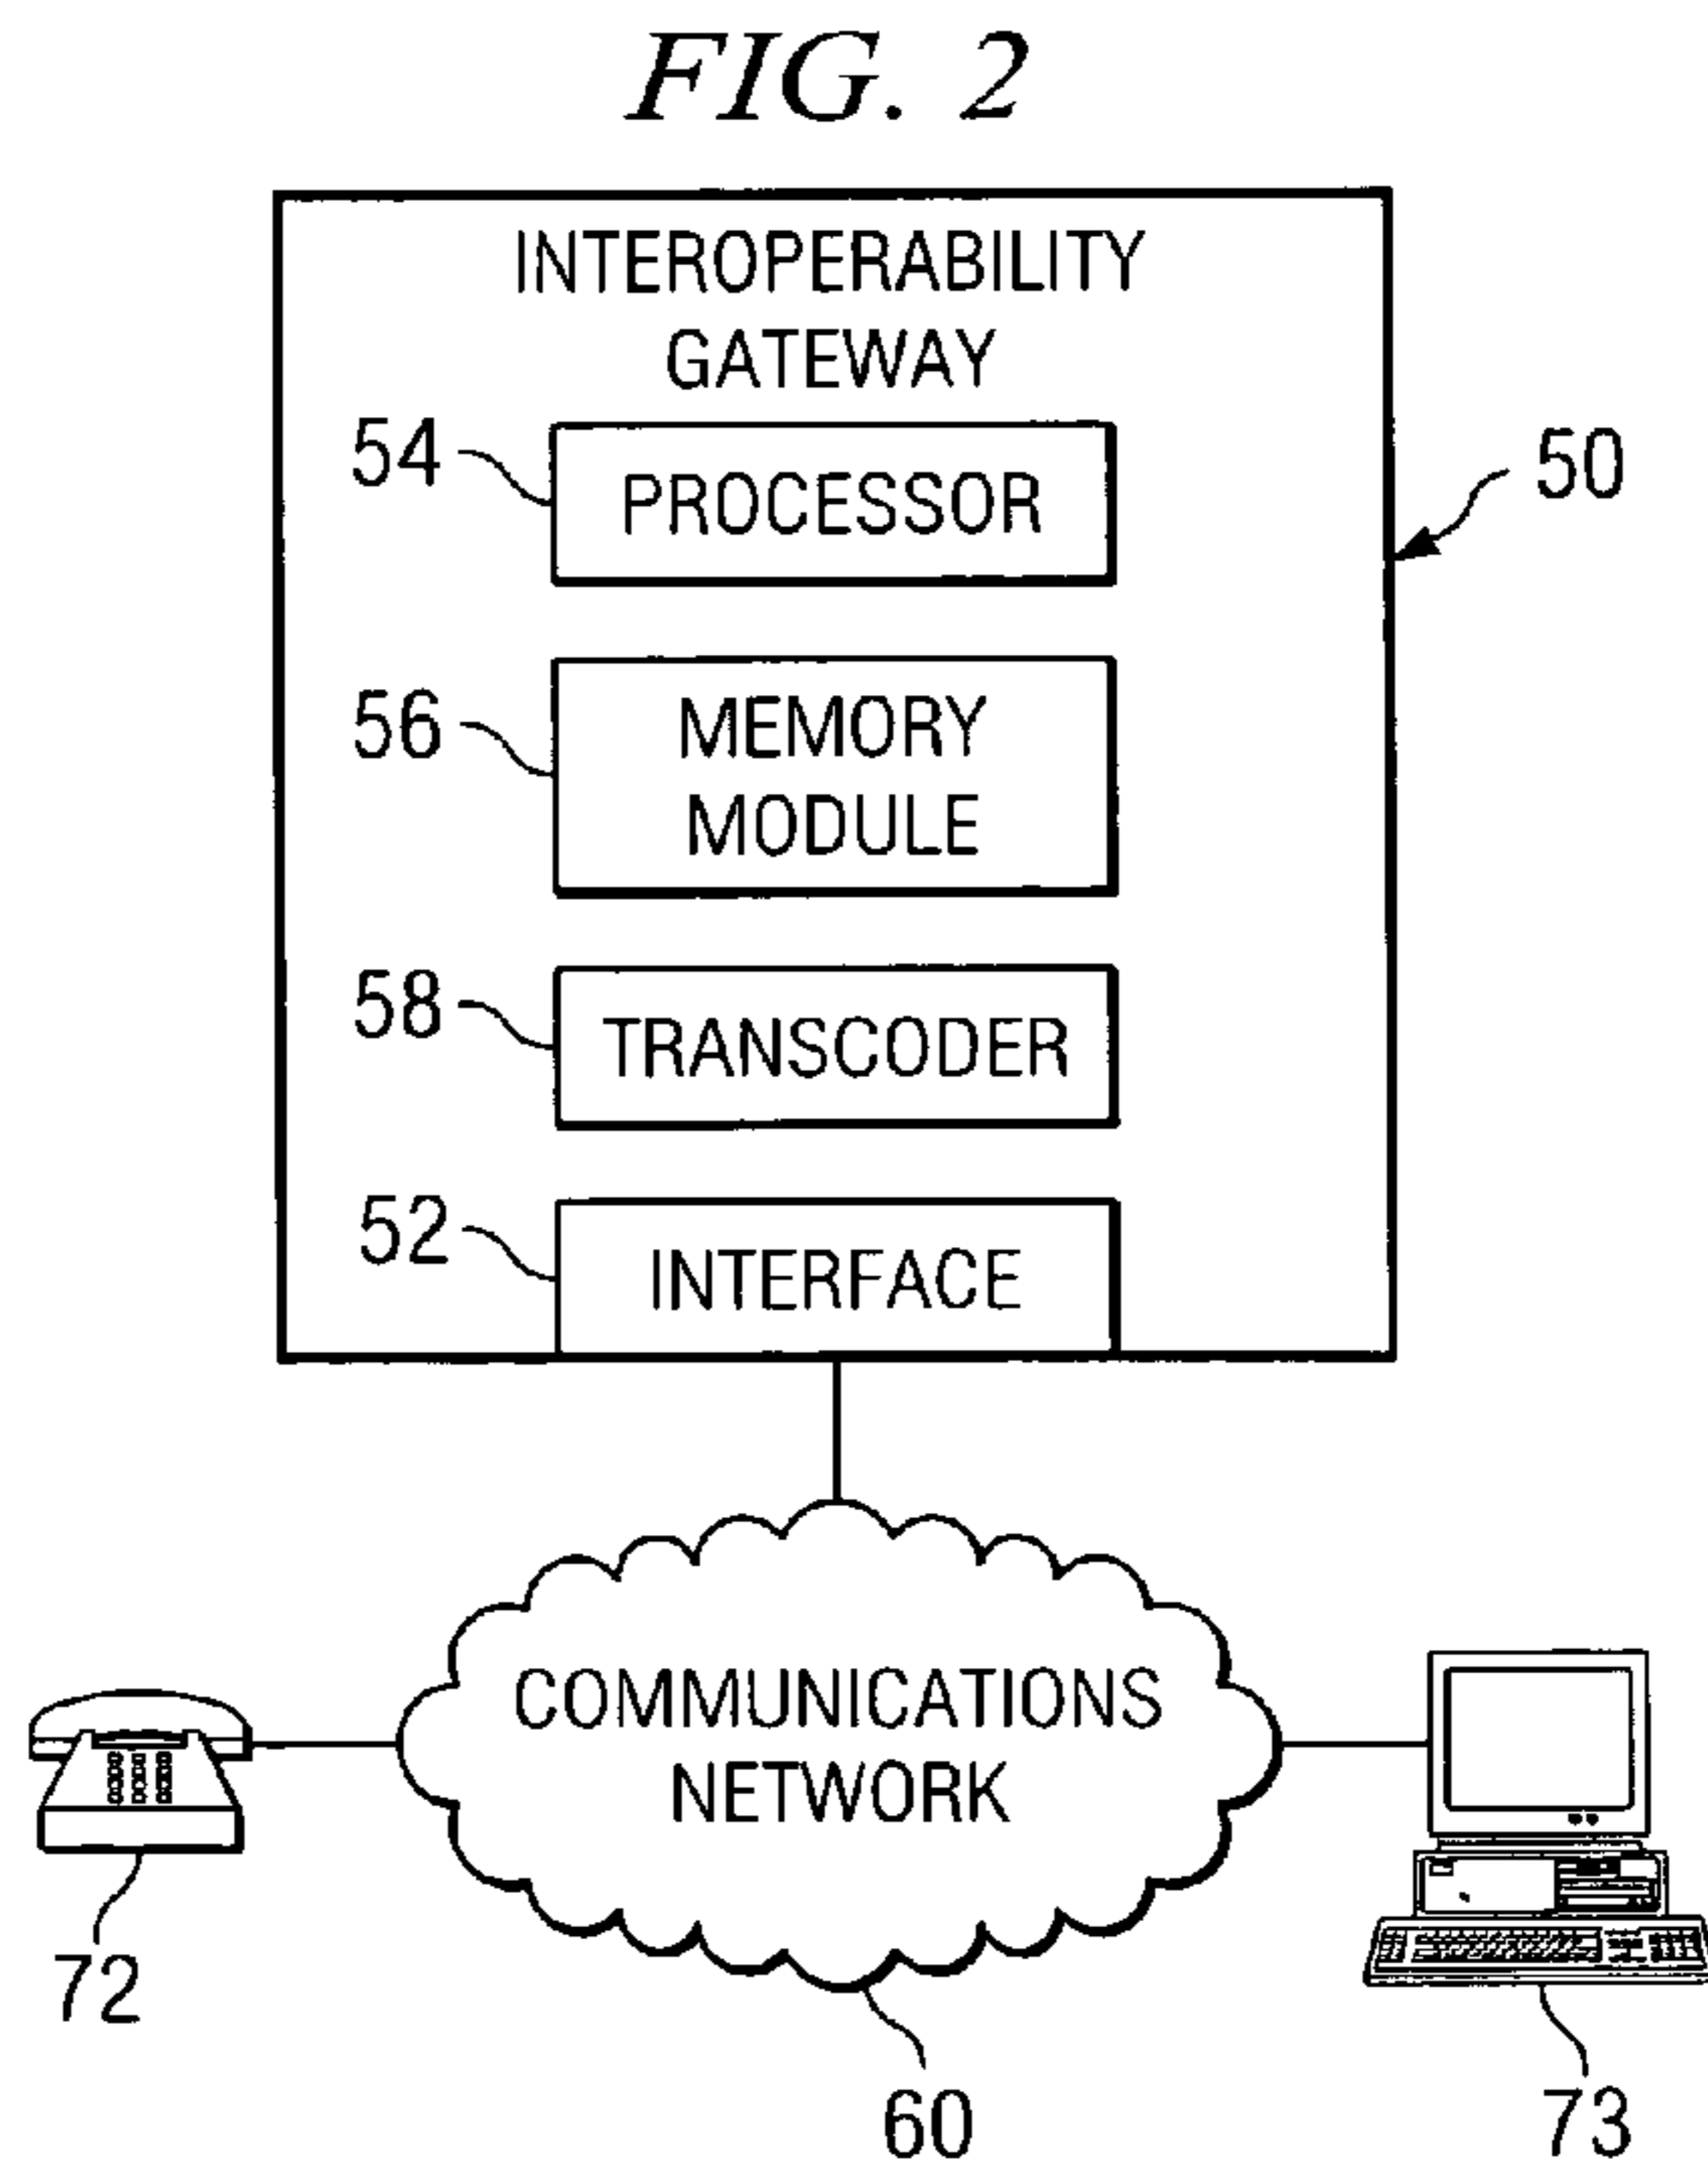 FIG. 2
INTEROPERABILITY
GATEWAY
54
PROCESSOR
50
56
MEMORY
MODULE
58
TRANSCODER
52
INTERFACE
COMMUNICATIONS
NETWORK
72
60
73